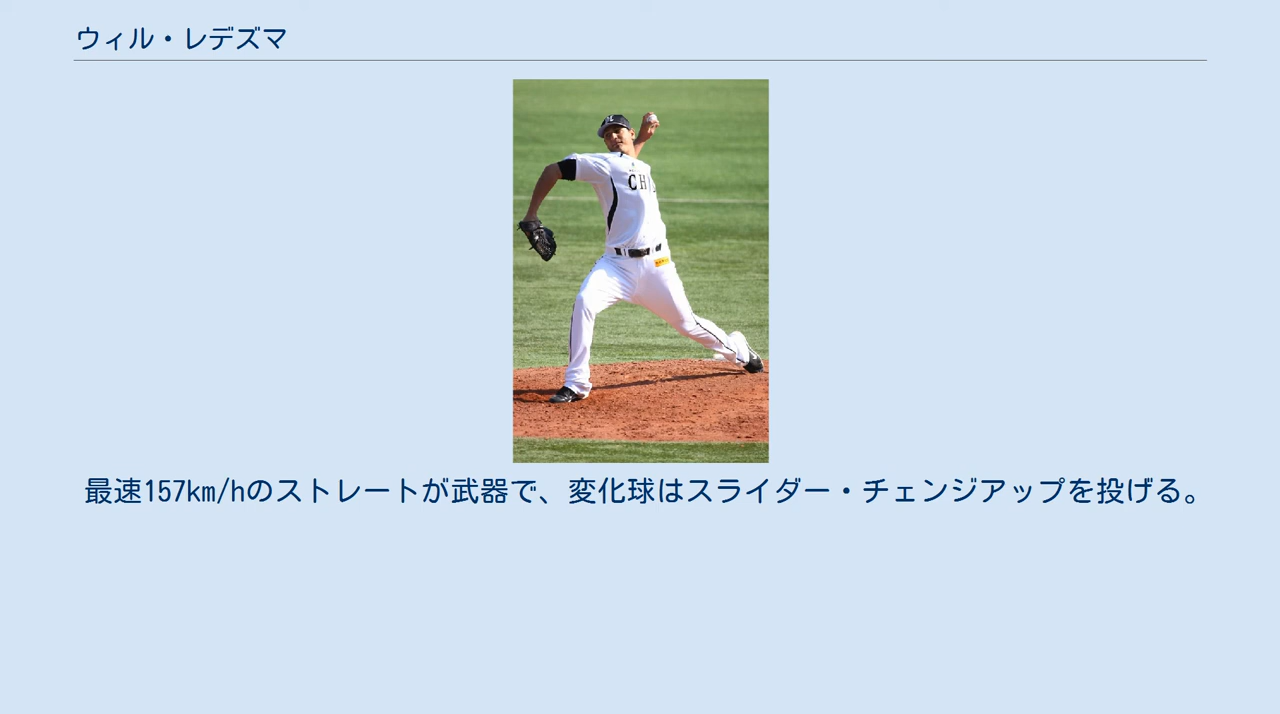 ウィル・レデズマ
最速157km/hのストレートが武器で、変化球はスライダー・チェンジアップを投げる。